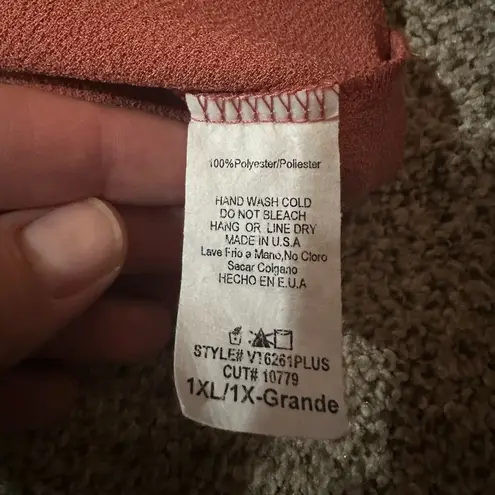 100%Polyester/Poliester
HAND WASH COLD
DO NOT BLEACH
HANG OR LINE DRY
MADE IN U.S.A
Lave Frio a Mano,No Cloro
Sacar Colgano
HECHO EN E.U.A
STYLE# V16261PLUS
CUT# 10779
1XL/1X-Grande